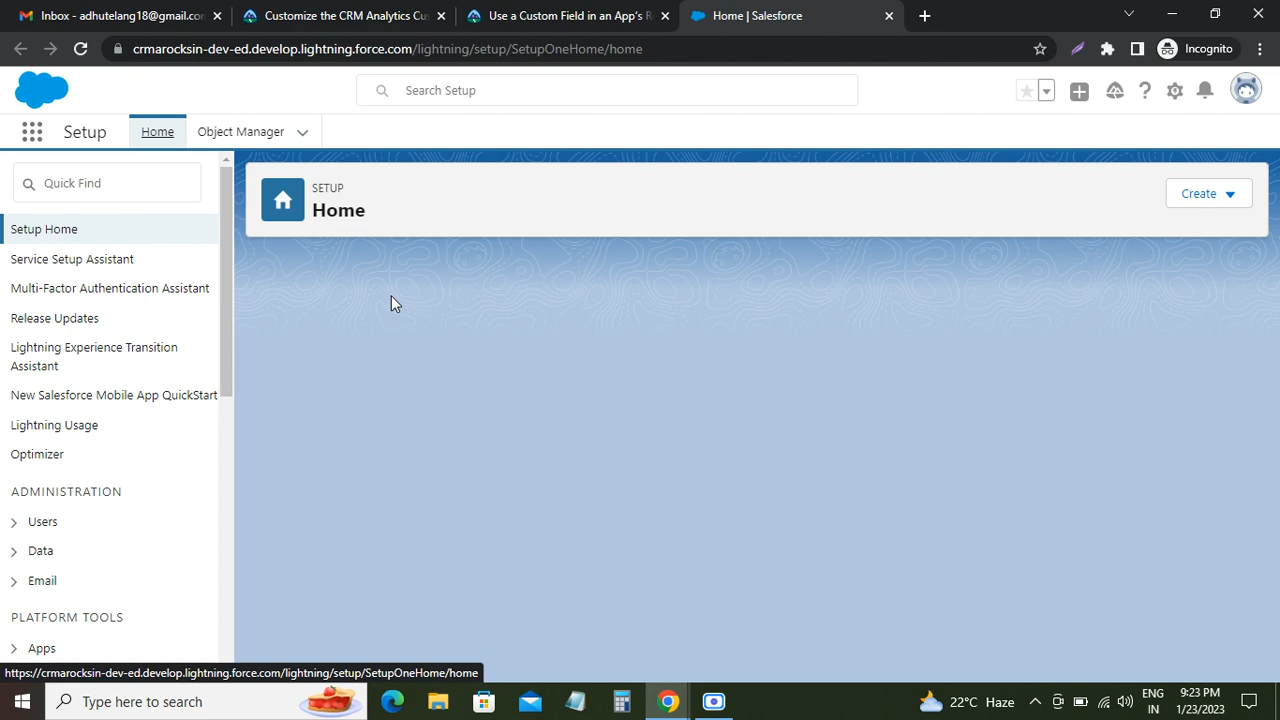 Inbox - adhutelang18@gmail.com
Customize the CRM Analytics Cu
Use a Custom Field in an App's R
Home | Salesforce
crmarocksin-dev-ed.develop.lightning.force.com/lightning/setup/SetupOneHome/home
Incognito
Search Setup
Setup
Home
Object Manager
Quick Find
SETUP
Home
Create
Setup Home
Service Setup Assistant
Multi-Factor Authentication Assistant
Release Updates
Lightning Experience Transition
Assistant
New Salesforce Mobile App QuickStart
Lightning Usage
Optimizer
ADMINISTRATION
Users
Data
Email
PLATFORM TOOLS
Apps
https://crmarocksin-dev-ed.develop.lightning.force.com/lightning/setup/SetupOneHome/home
Type here to search
22°C Haze
ENG
IN
9:23 PM
1/23/2023